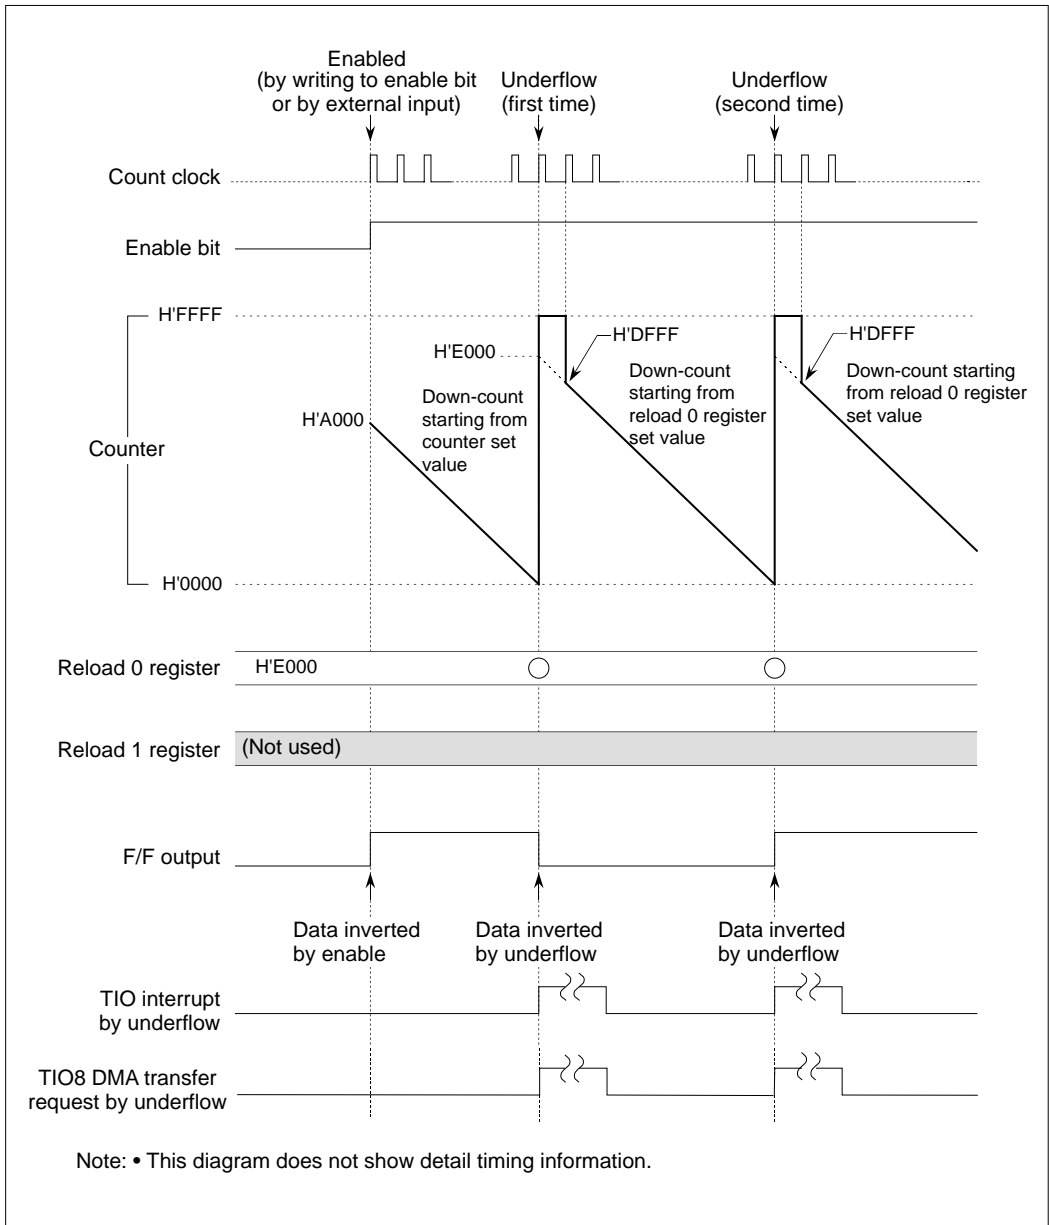 Enabled
(by writing to enable bit
or by external input)
Underflow
(first time)
Underflow
(second time)
Count clock
Enable bit
H'FFFF
H'DFFF
H'DFFF
H'E000
Down-count
starting from
reload 0 register
set value
Down-count starting
from reload 0 register
set value
Down-count
starting from
counter set
value
H'A000
Counter
H'0000
Reload 0 register
H'E000
Reload 1 register
(Not used)
F/F output
Data inverted
by enable
Data inverted
by underflow
Data inverted
by underflow
TIO interrupt
by underflow
TIO8 DMA transfer
request by underflow
Note: • This diagram does not show detail timing information.